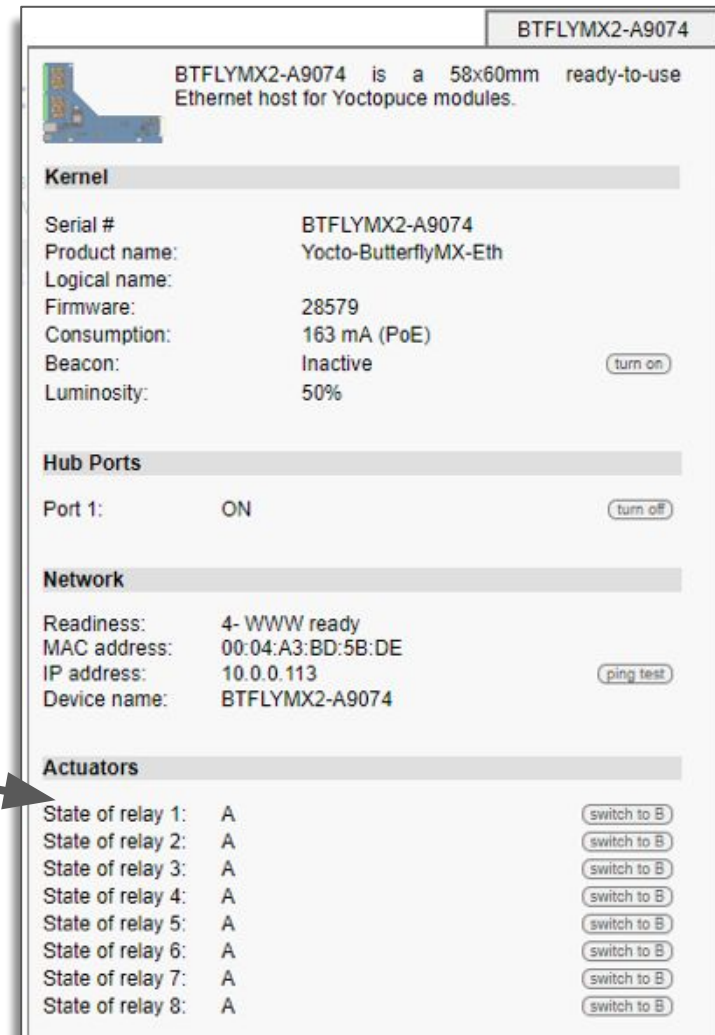 BTFLYMX2-A9074
BTFLYMX2-A9074 is a 58x60mm ready-to-use
Ethernet host for Yoctopuce modules.
Kernel
Serial # BTFLYMX2-A9074
Product name: Yocto-ButterflyMX-Eth
Logical name:
Firmware: 28579
Consumption: 163 mA (PoE)
Beacon: Inactive turn on
Luminosity: 50%
Hub Ports
Port 1: ON turn off
Network
Readiness: 4- WWW ready
MAC address: 00:04:A3:BD:5B:DE
IP address: 10.0.0.113 ping test
Device name: BTFLYMX2-A9074
Actuators
State of relay 1: A switch to B
State of relay 2: A switch to B
State of relay 3: A switch to B
State of relay 4: A switch to B
State of relay 5: A switch to B
State of relay 6: A switch to B
State of relay 7: A switch to B
State of relay 8: A switch to B